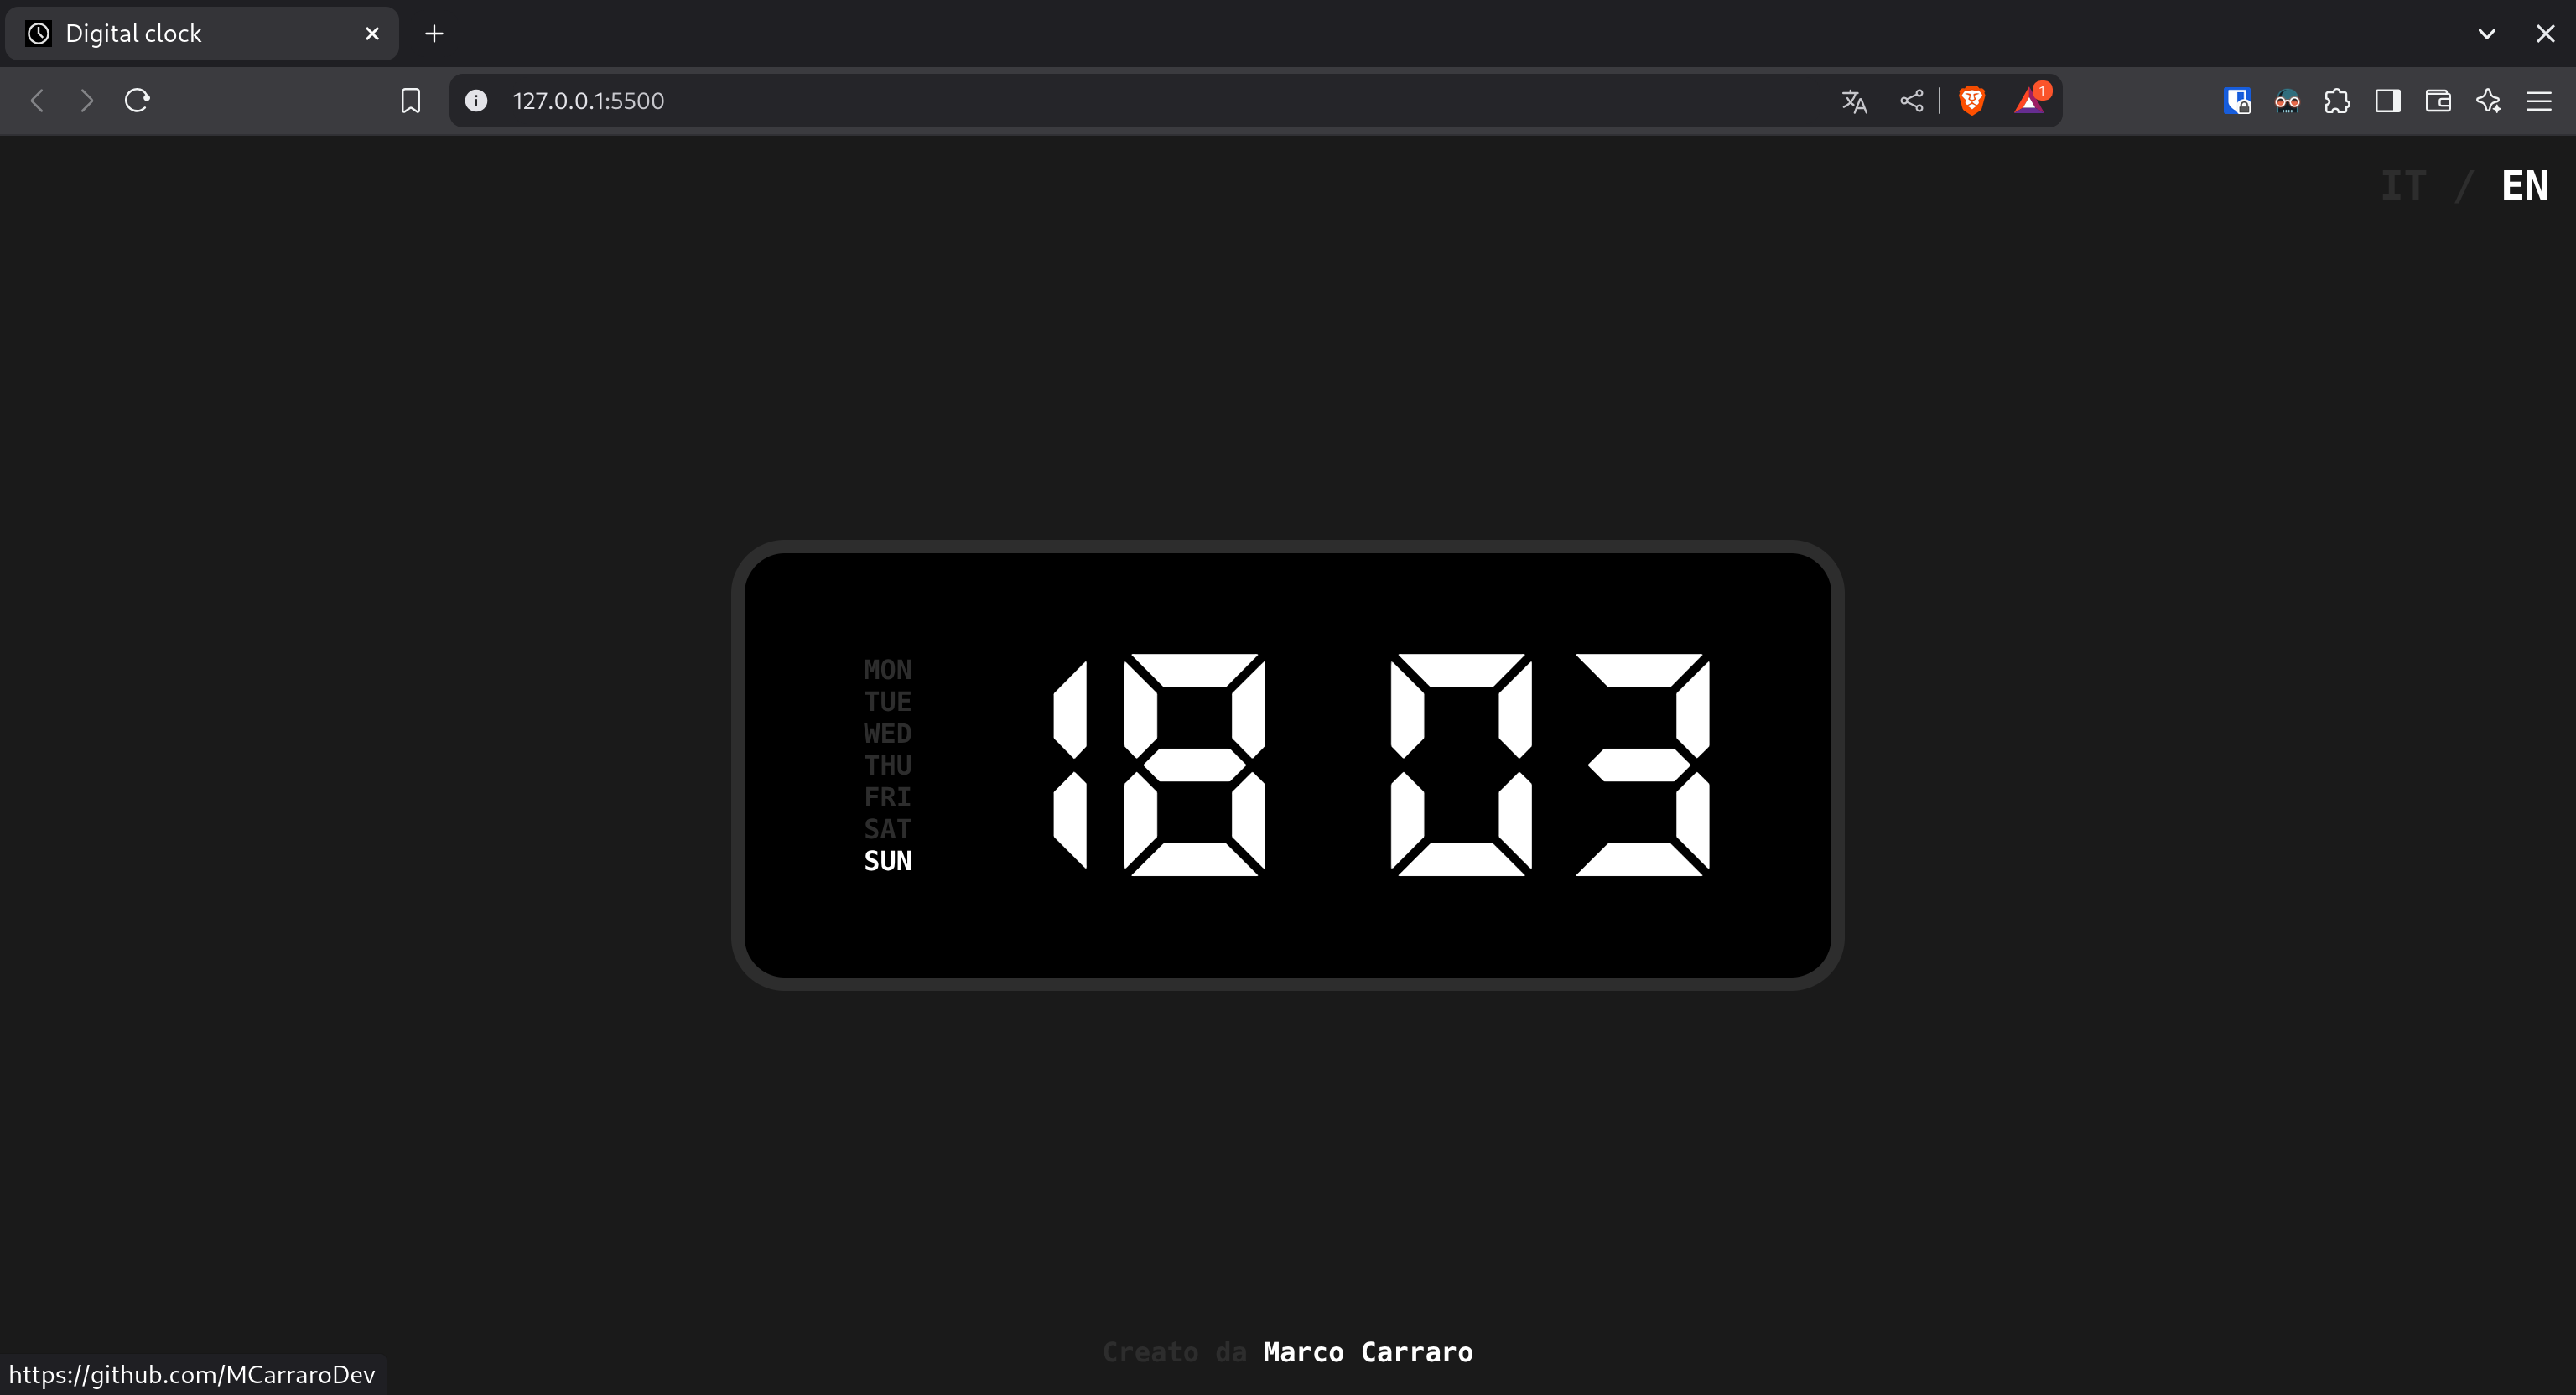 Digital clock
127.0.0.1:5500
1
IT / EN
MON
TUE
WED
THU
FRI
SAT
SUN
18 03
Creato da Marco Carraro
https://github.com/MCarraroDev